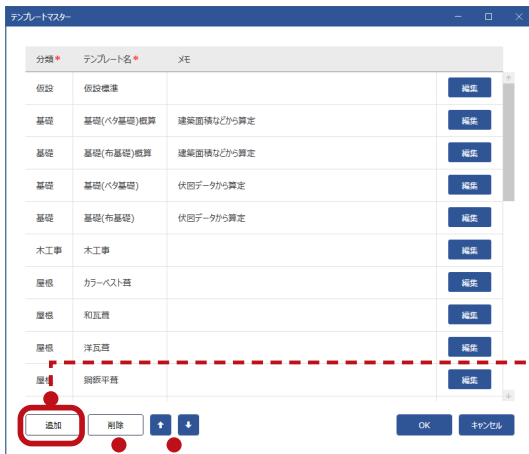 テンプレートマスター
分類* テンプレート名* メモ
仮設 仮設標準 編集
基礎 基礎(ベタ基礎)概算 建築面積などから算定 編集
基礎 基礎(布基礎)概算 建築面積などから算定 編集
基礎 基礎(ベタ基礎) 伏図データから算定 編集
基礎 基礎(布基礎) 伏図データから算定 編集
木工事 木工事 編集
屋根 カラーベスト葺 編集
屋根 和瓦葺 編集
屋根 洋瓦葺 編集
屋根 鋼鈑平葺 編集
追加 削除 OK キャンセル